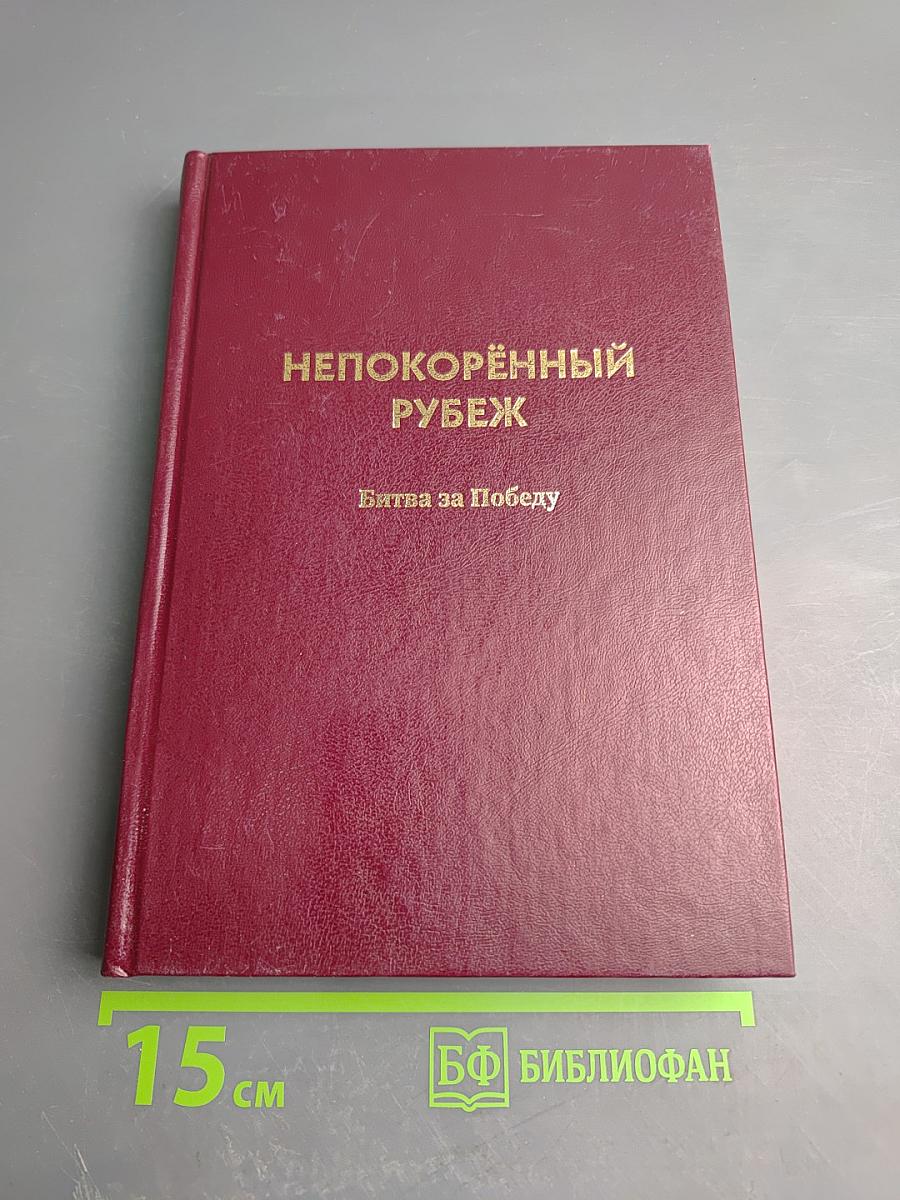 НЕПОКОРЁННЫЙ
РУБЕЖ
Битва за Победу
15 см
БФ БИБЛИОФАН